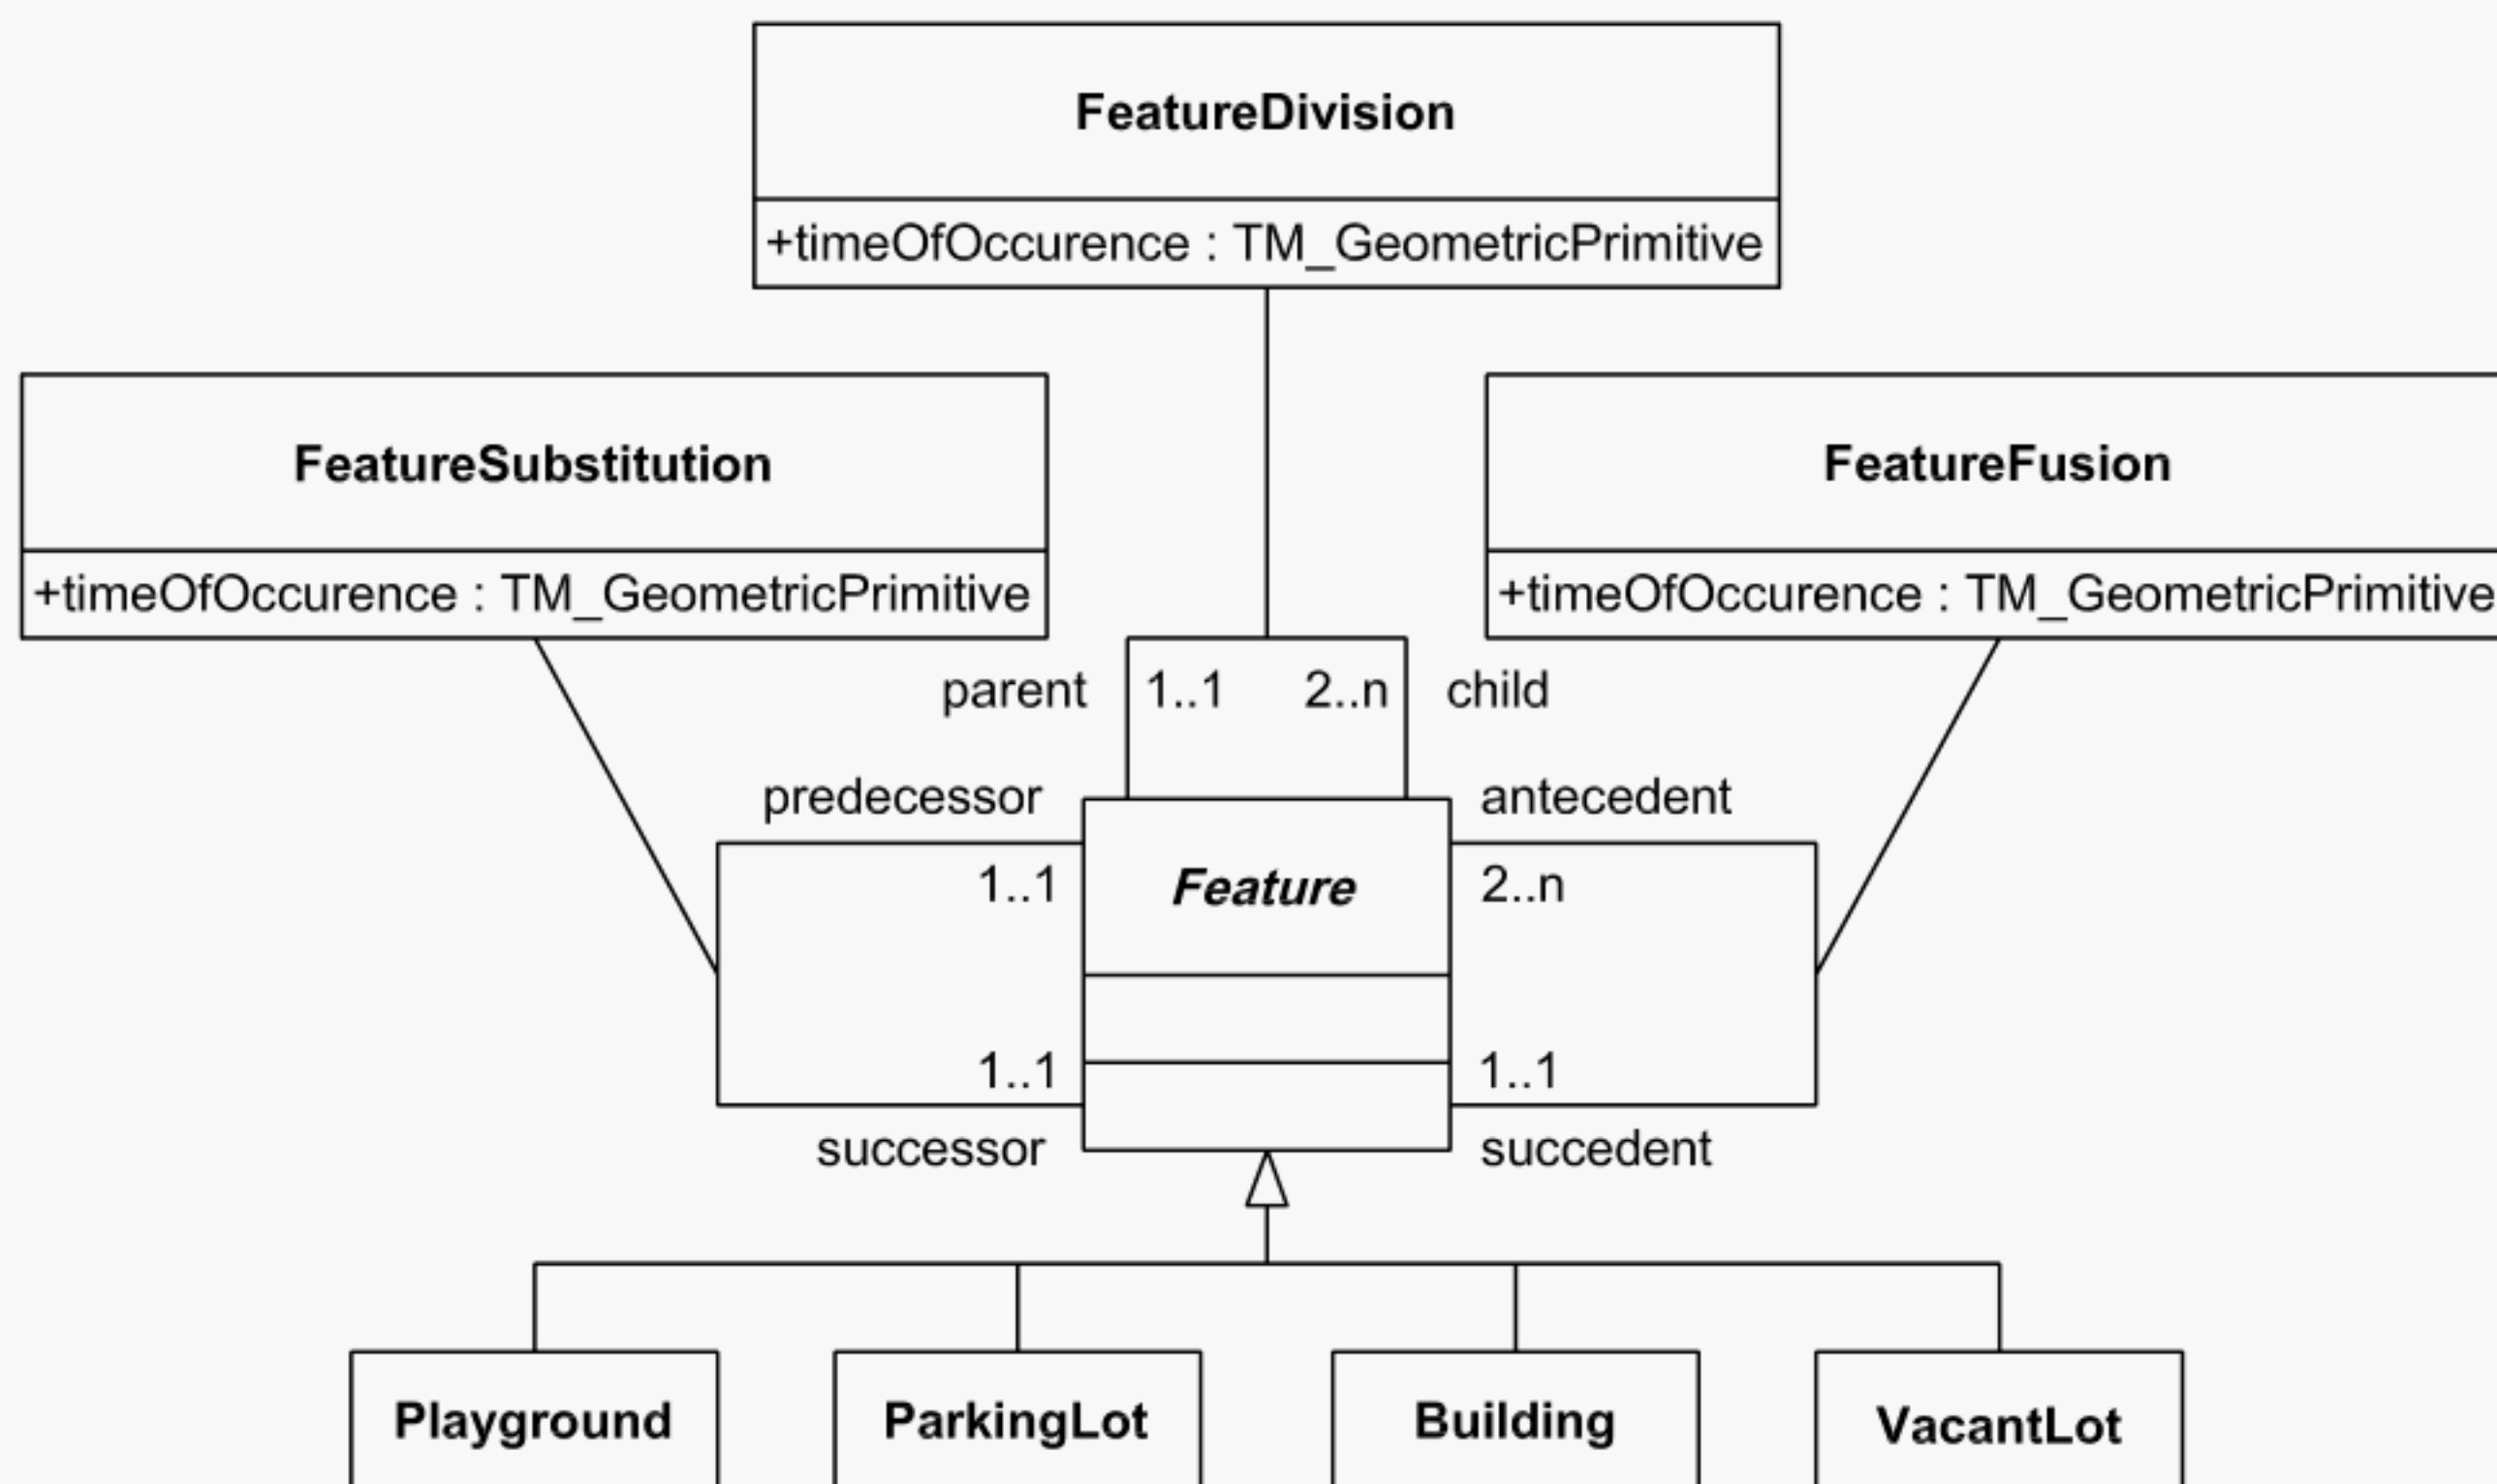 FeatureDivision
+timeOfOccurence : TM_GeometricPrimitive
FeatureSubstitution
+timeOfOccurence : TM_GeometricPrimitive
FeatureFusion
+timeOfOccurence : TM_GeometricPrimitive
parent
1..1
2..n
child
predecessor
1..1
Feature
antecedent
2..n
1..1
successor
1..1
succedent
Playground
ParkingLot
Building
VacantLot